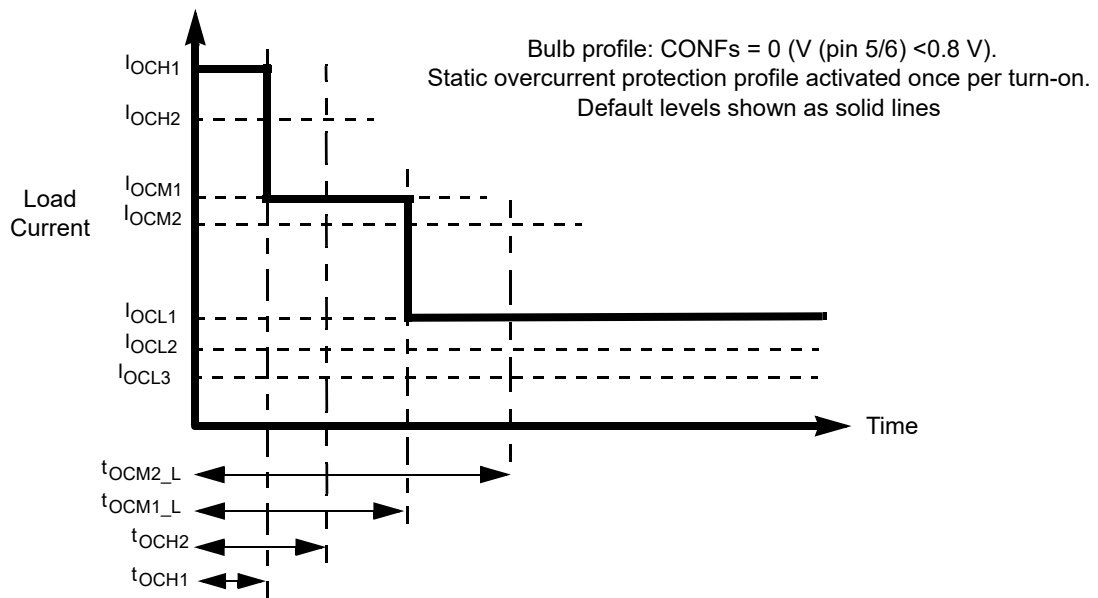 Bulb profile: CONFs = 0 (V (pin 5/6) <0.8 V).
Static overcurrent protection profile activated once per turn-on.
Default levels shown as solid lines
IOCH1
IOCH2
IOCM1
IOCM2
Load
Current
IOCL1
IOCL2
IOCL3
Time
tOCM2_L
tOCM1_L
tOCH2
tOCH1